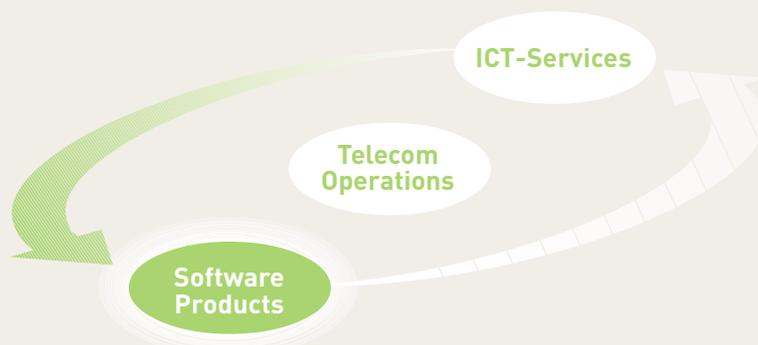 ICT-Services
Telecom
Operations
Software
Products